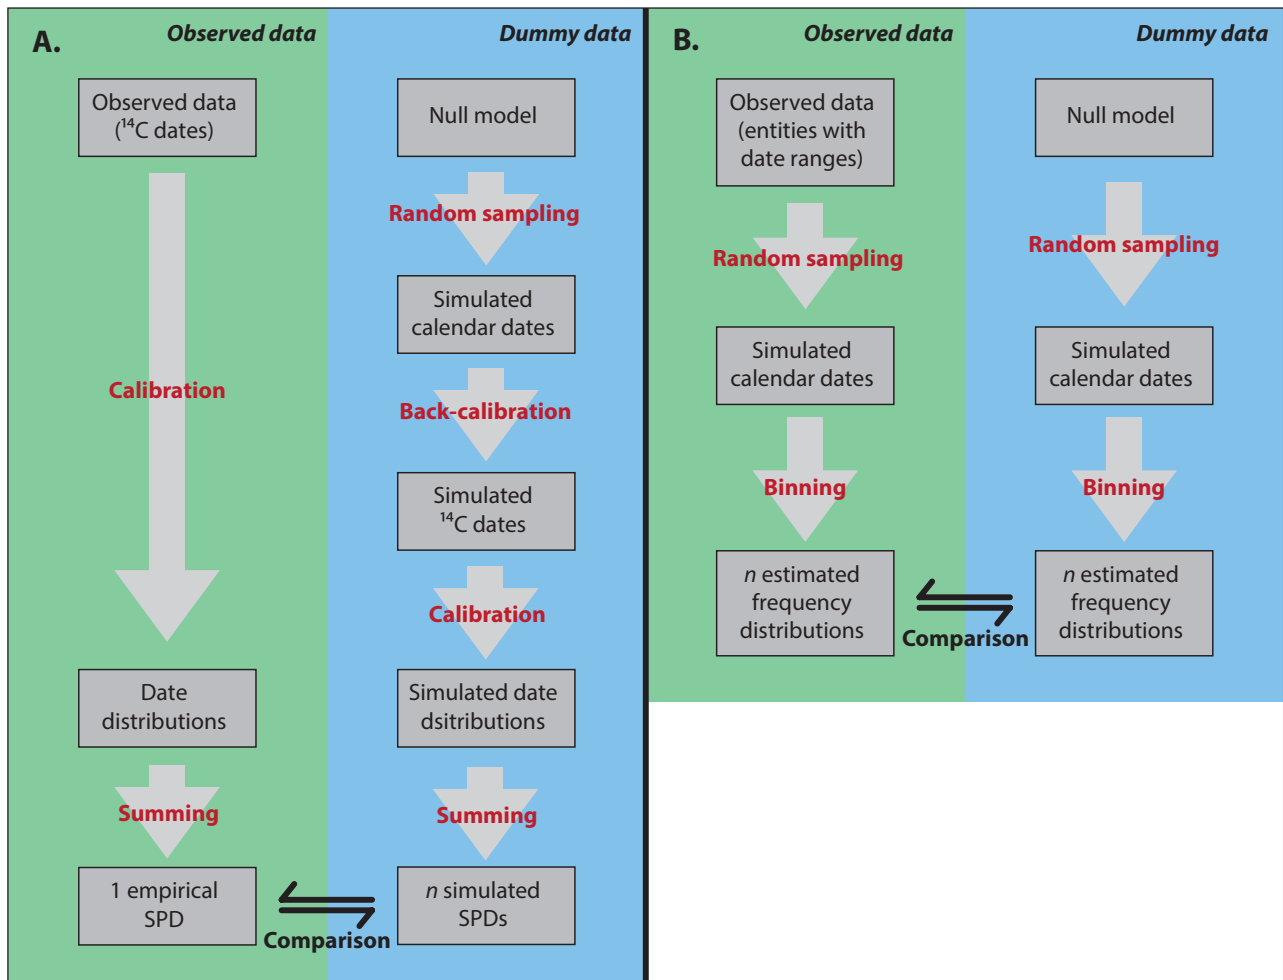 A.
Observed data
Dummy data
Observed data
(¹⁴C dates)
Calibration
Date
distributions
Summing
1 empirical
SPD
Null model
Random sampling
Simulated
calendar dates
Back-calibration
Simulated
¹⁴C dates
Calibration
Simulated date
dsitributions
Summing
n simulated
SPDs
Comparison
B.
Observed data
Dummy data
Observed data
(entities with
date ranges)
Random sampling
Simulated
calendar dates
Binning
n estimated
frequency
distributions
Null model
Random sampling
Simulated
calendar dates
Binning
n estimated
frequency
distributions
Comparison